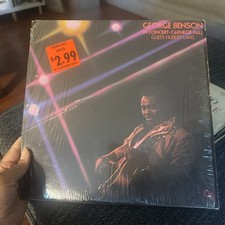 GEORGE BENSON
IN CONCERT-CARNEGIE HALL
GUEST: HUBERT LAWS
$2.99